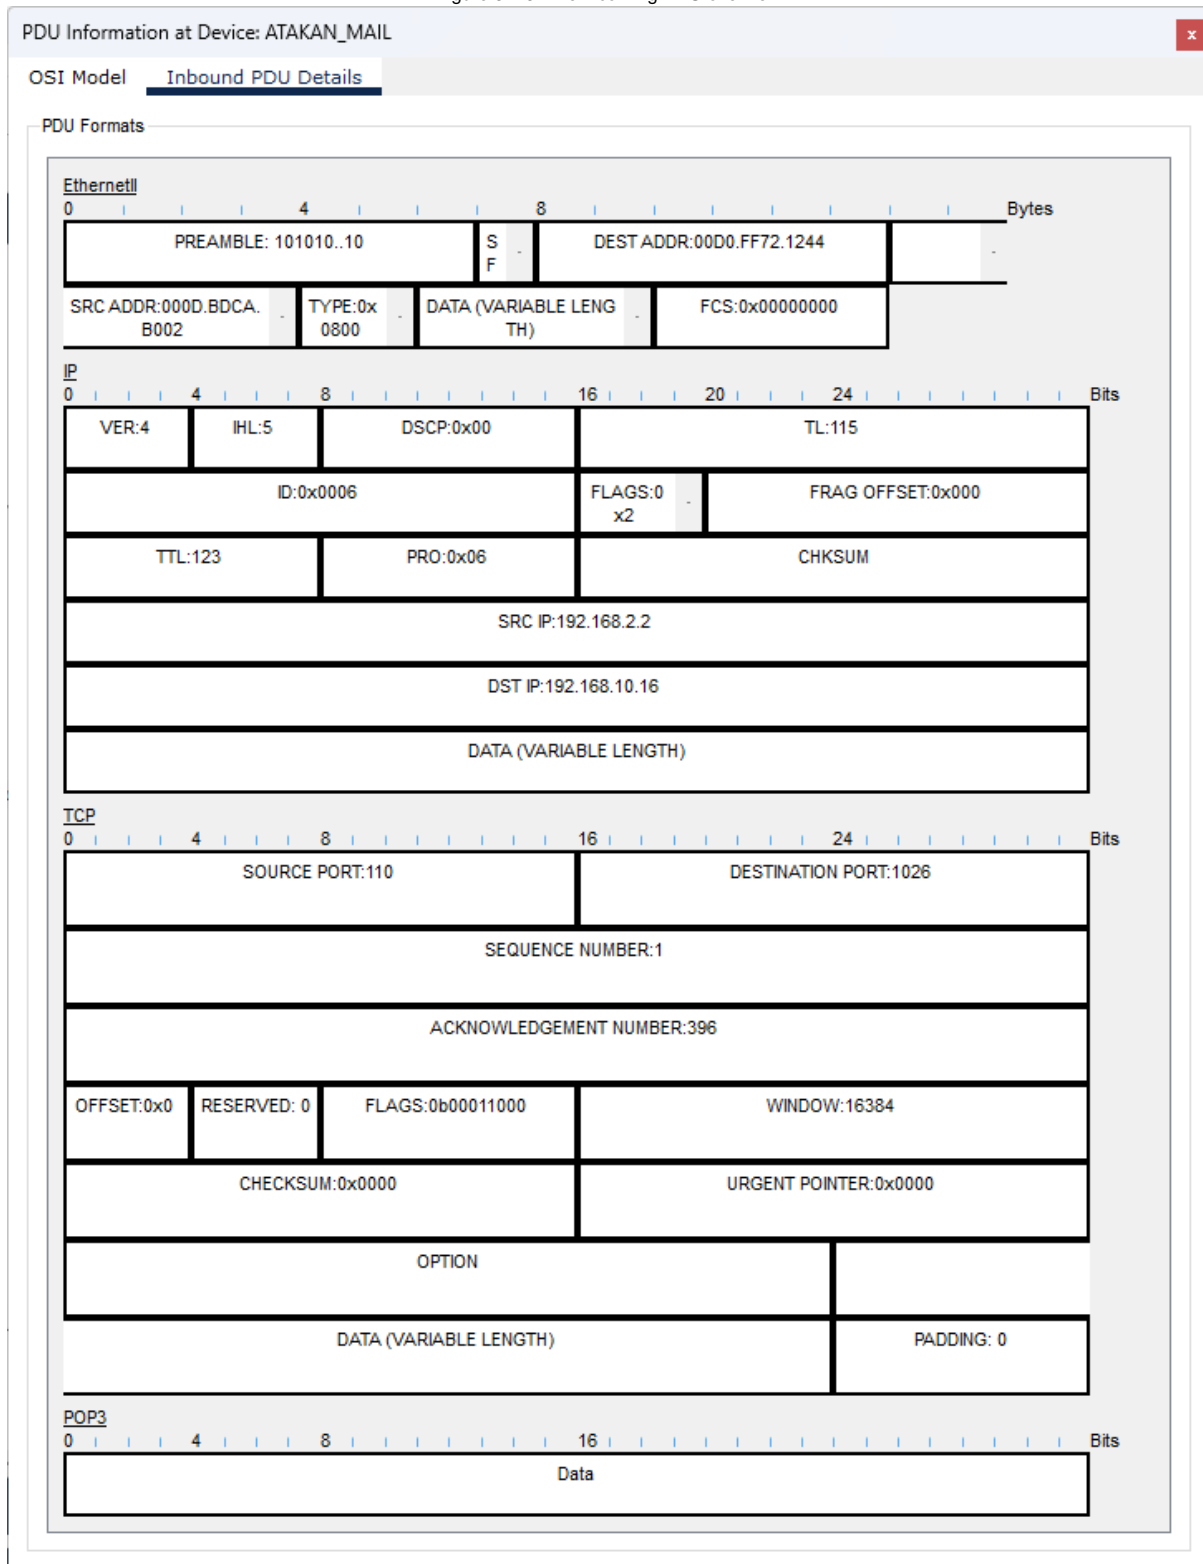 PDU Information at Device: ATAKAN_MAIL
x
OSI Model Inbound PDU Details
PDU Formats
EthernetII
0 4 8 Bytes
PREAMBLE: 101010..10
S
F
DEST ADDR:00D0.FF72.1244
SRC ADDR:000D.BDCA.
B002
TYPE:0x
0800
DATA (VARIABLE LENG
TH)
FCS:0x00000000
IP
0 4 8 16 20 24 Bits
VER:4 IHL:5 DSCP:0x00 TL:115
ID:0x0006
FLAGS:0
x2
FRAG OFFSET:0x000
TTL:123 PRO:0x06 CHKSUM
SRC IP:192.168.2.2
DST IP:192.168.10.16
DATA (VARIABLE LENGTH)
TCP
0 4 8 16 24 Bits
SOURCE PORT:110 DESTINATION PORT:1026
SEQUENCE NUMBER:1
ACKNOWLEDGEMENT NUMBER:396
OFFSET:0x0 RESERVED: 0 FLAGS:0b00011000 WINDOW:16384
CHECKSUM:0x0000 URGENT POINTER:0x0000
OPTION
DATA (VARIABLE LENGTH) PADDING: 0
POP3
0 4 8 16 Bits
Data